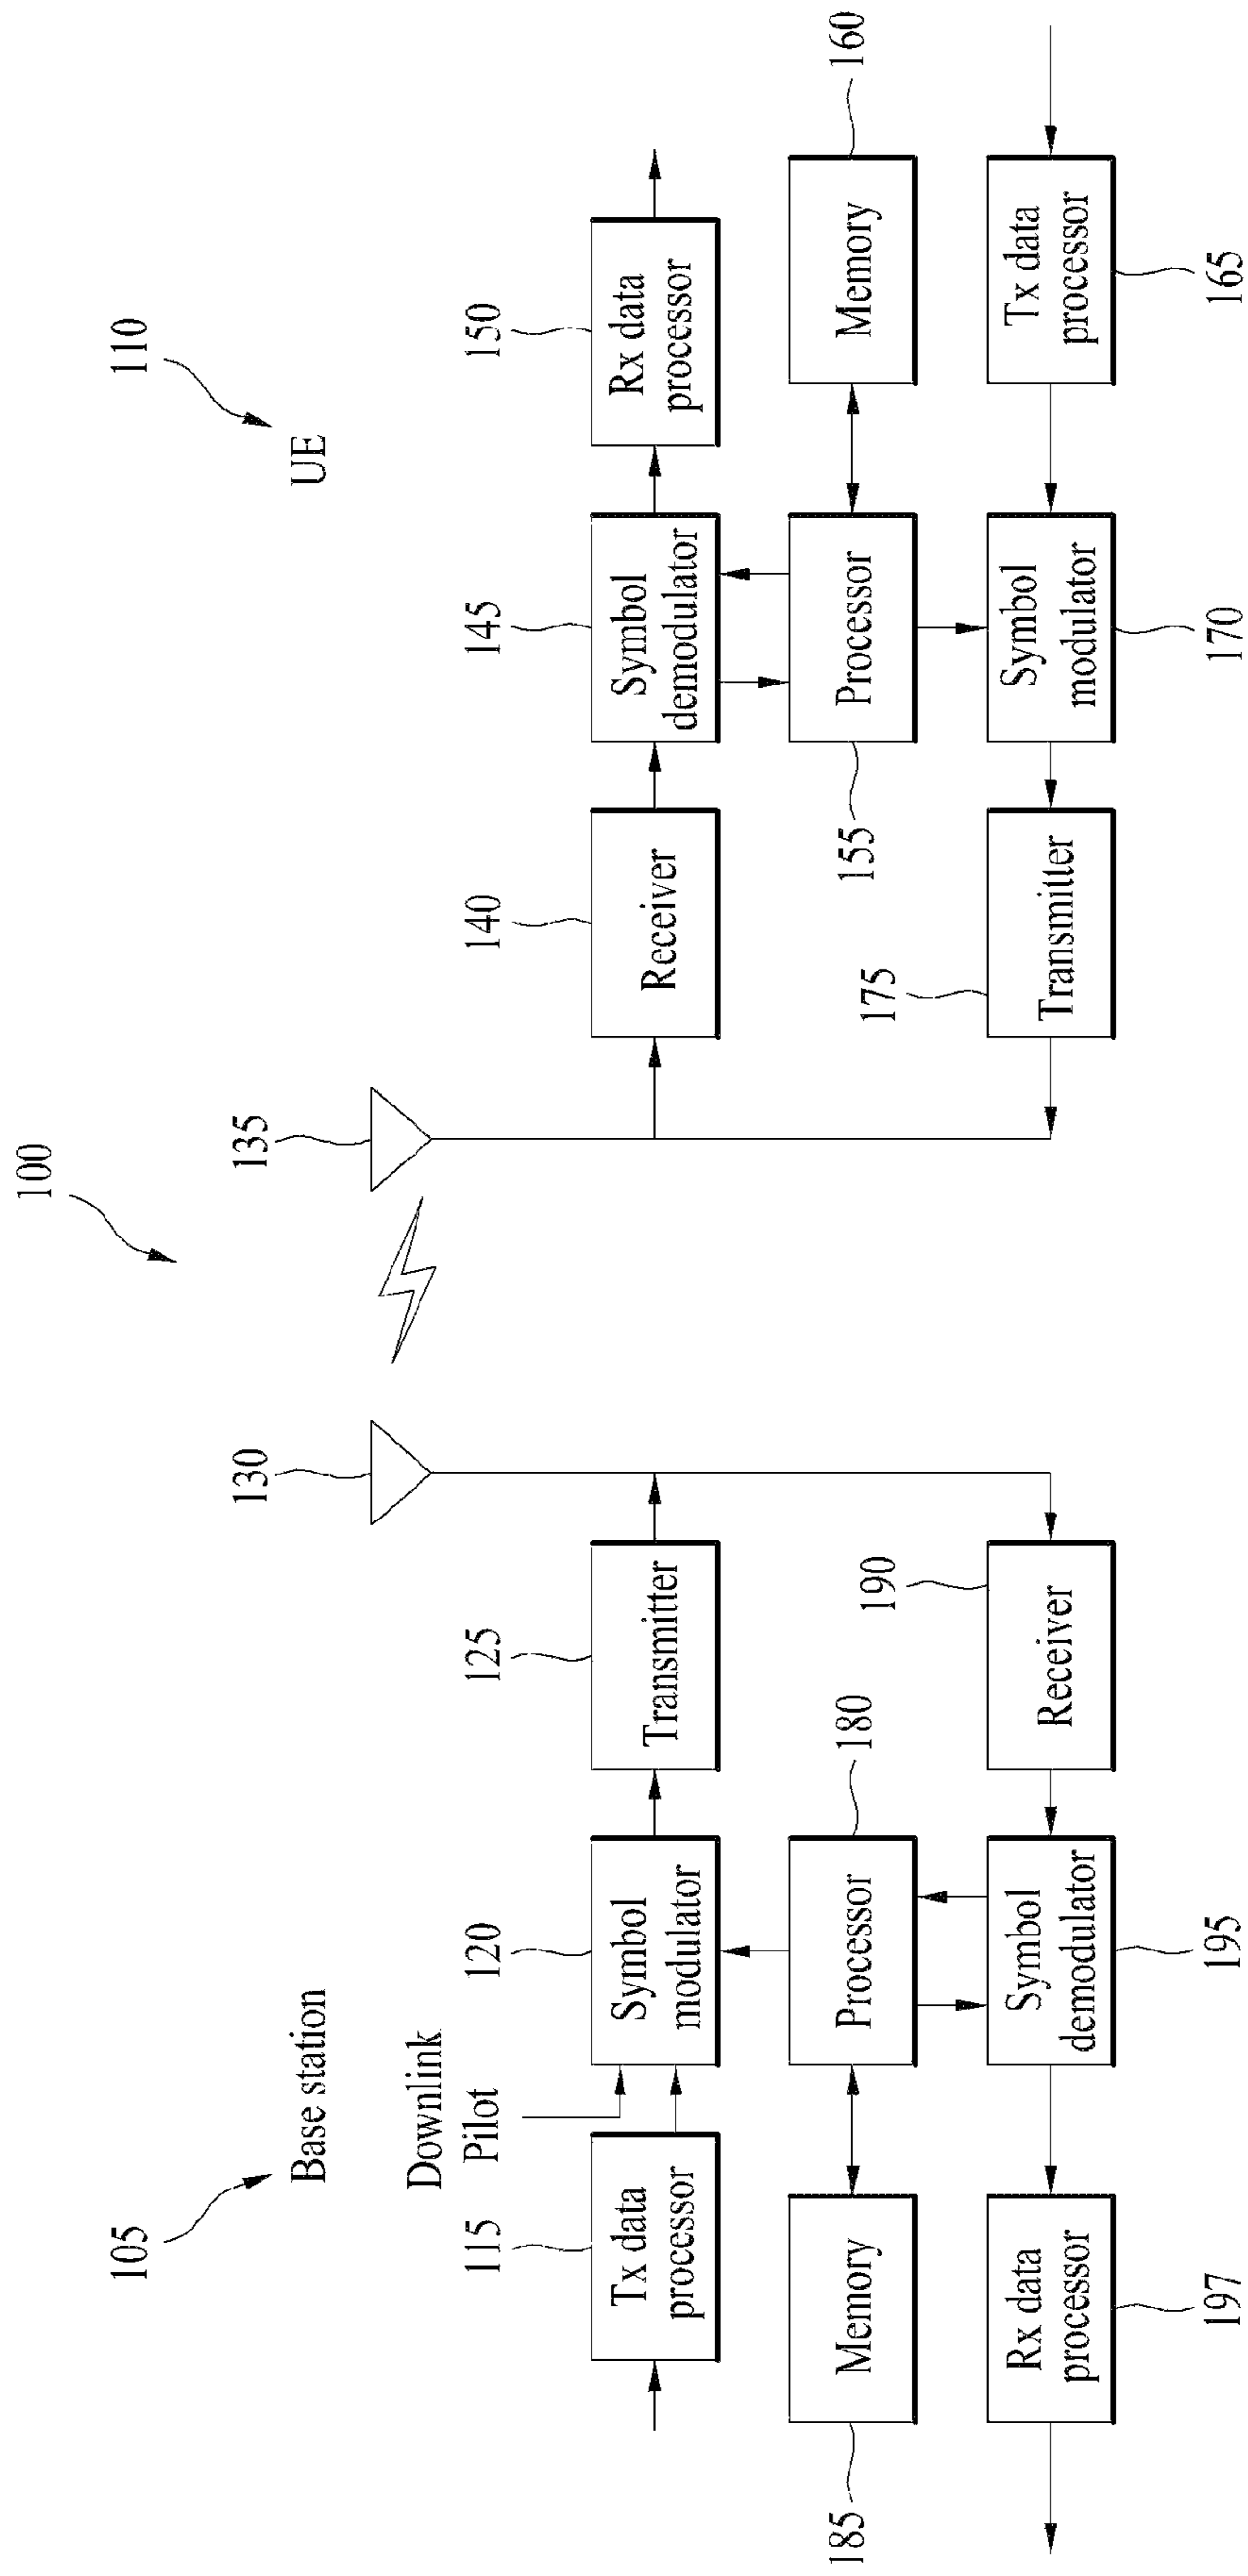 100
105
Base station
110
UE
130
135
Downlink
Pilot
115
120
125
140
145
150
Tx data
processor
Symbol
modulator
Transmitter
Receiver
Symbol
demodulator
Rx data
processor
180
160
Memory
Processor
Processor
Memory
185
190
175
155
Rx data
processor
Symbol
demodulator
Receiver
Transmitter
Symbol
modulator
Tx data
processor
197
195
170
165